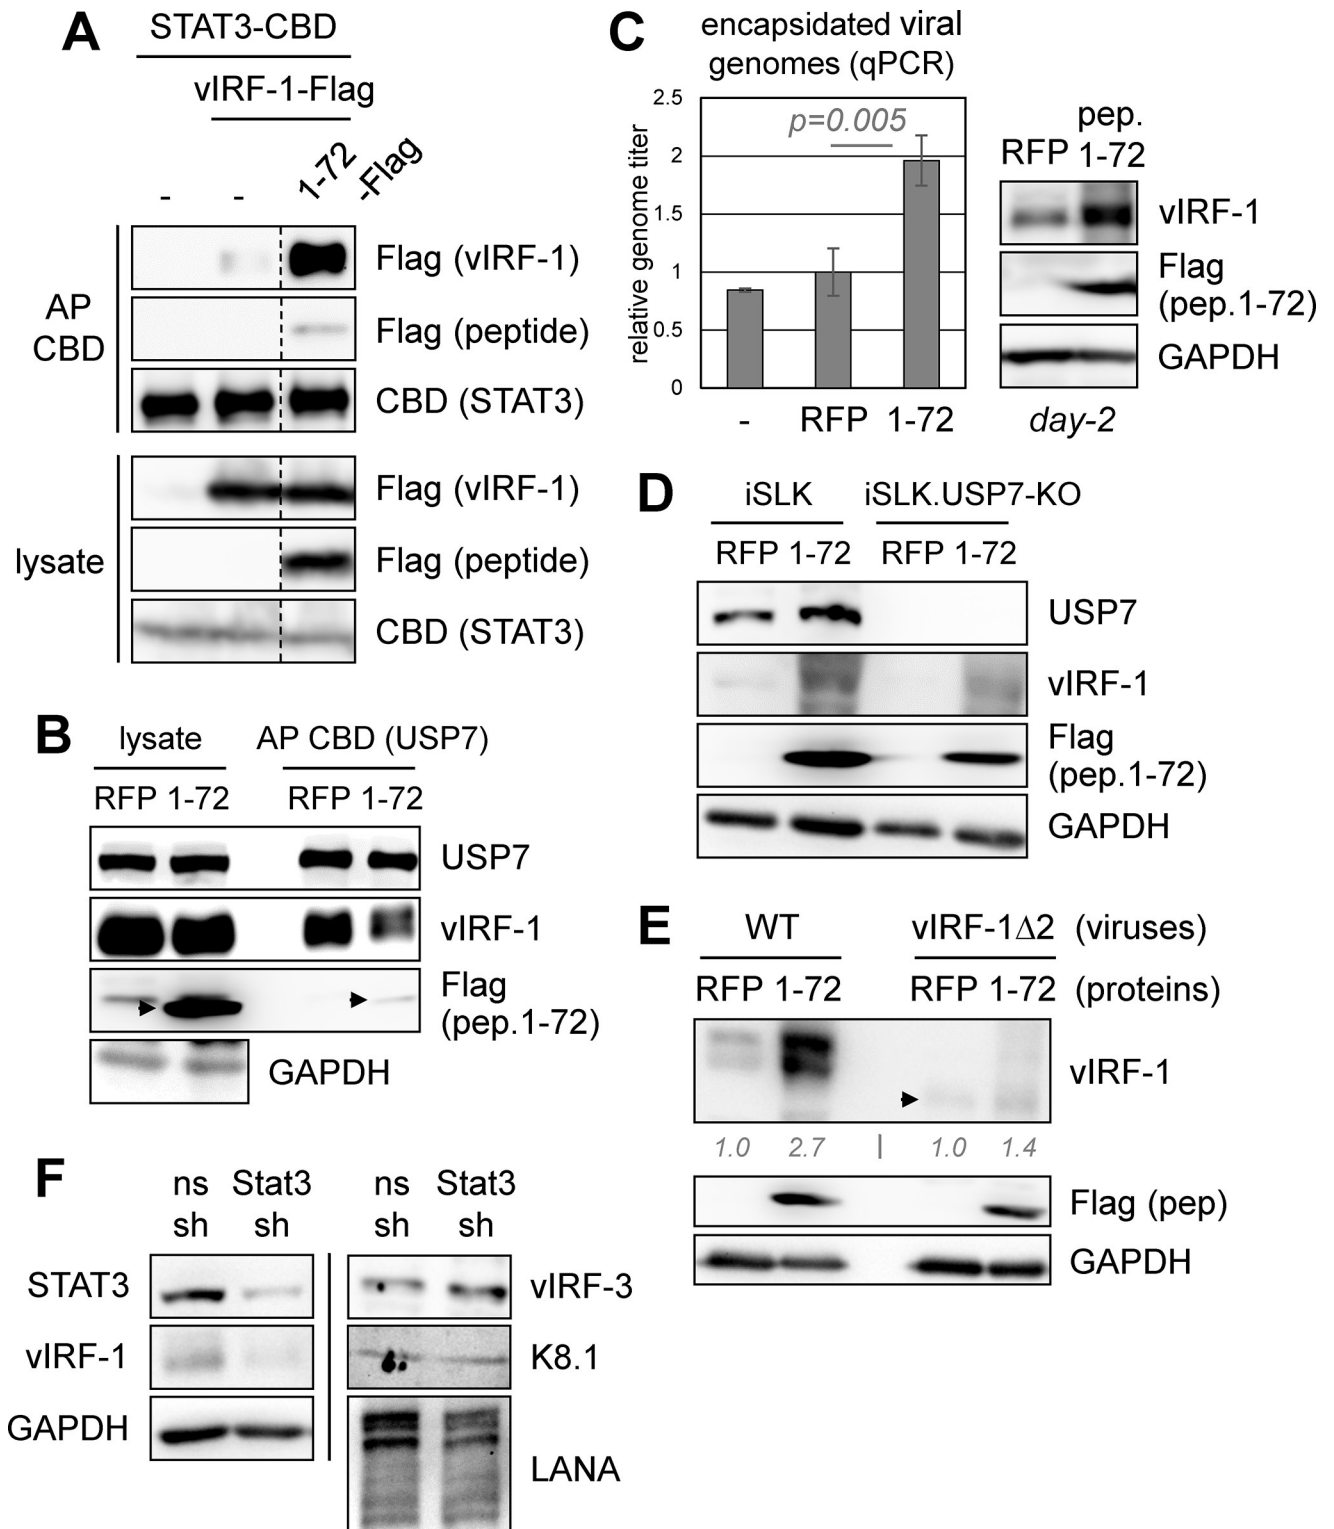 A
STAT3-CBD
vIRF-1-Flag
- - 1-72 -Flag
AP CBD
Flag (vIRF-1)
Flag (peptide)
CBD (STAT3)
lysate
Flag (vIRF-1)
Flag (peptide)
CBD (STAT3)
B
lysate AP CBD (USP7)
RFP 1-72 RFP 1-72
USP7
vIRF-1
Flag
(pep.1-72)
GAPDH
C
encapsidated viral
genomes (qPCR)
relative genome titer
2.5
2
1.5
1
0.5
0
p=0.005
- RFP 1-72
pep.
RFP 1-72
vIRF-1
Flag
(pep.1-72)
GAPDH
day-2
D
iSLK iSLK.USP7-KO
RFP 1-72 RFP 1-72
USP7
vIRF-1
Flag
(pep.1-72)
GAPDH
E
WT vIRF-1Δ2 (viruses)
RFP 1-72 RFP 1-72 (proteins)
vIRF-1
1.0 2.7 | 1.0 1.4
Flag (pep)
GAPDH
F
ns Stat3 ns Stat3
sh sh sh sh
STAT3
vIRF-1
GAPDH
vIRF-3
K8.1
LANA